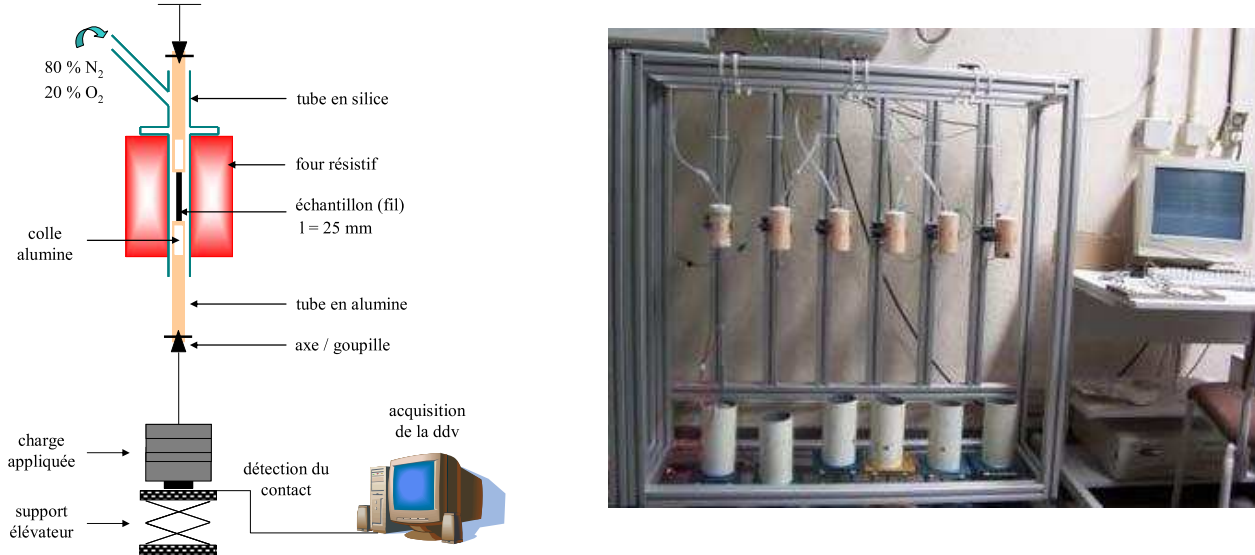 80 % N2
20 % O2
tube en silice
four résistif
échantillon (fil)
l = 25 mm
colle
alumine
tube en alumine
axe / goupille
charge
appliquée
acquisition
de la ddv
détection du
contact
support
élévateur